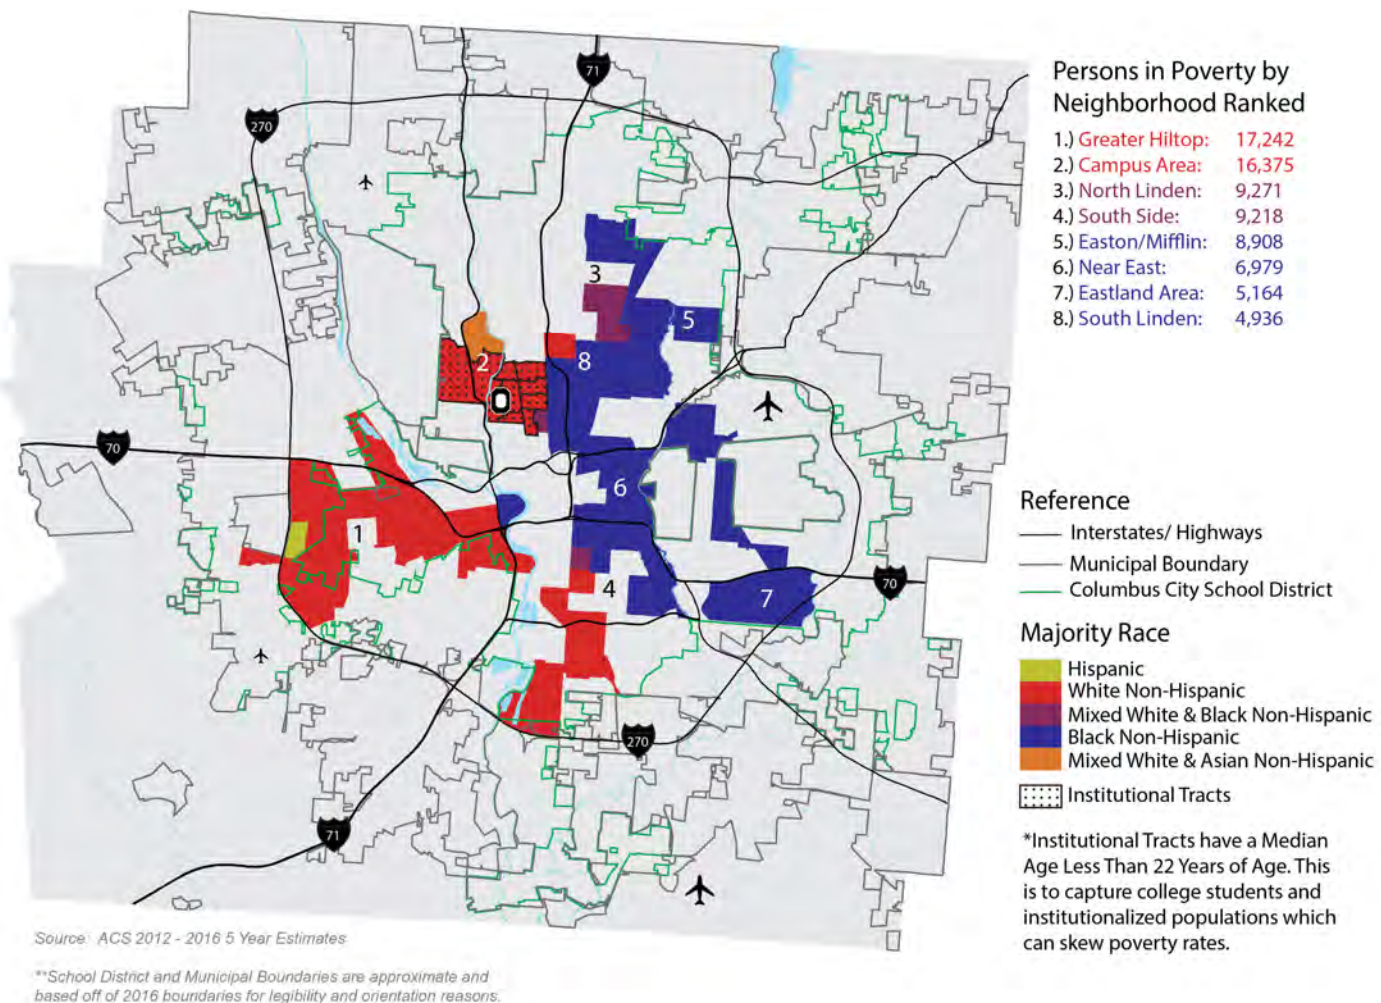 Persons in Poverty by
Neighborhood Ranked
1.) Greater Hiltop: 17,242
2.) Campus Area: 16,375
3.) North Linden: 9,271
4.) South Side: 9,218
5.) Easton/Mifflin: 8,908
6.) Near East: 6,979
7.) Eastland Area: 5,164
8.) South Linden: 4,936
71
270
3
5
2
8
70
6
1
4
7
70
270
71
Reference
Interstates/ Highways
Municipal Boundary
Columbus City School District
Majority Race
Hispanic
White Non-Hispanic
Mixed White & Black Non-Hispanic
Black Non-Hispanic
Mixed White & Asian Non-Hispanic
Institutional Tracts
*Institutional Tracts have a Median
Age Less Than 22 Years of Age. This
is to capture college students and
institutionalized populations which
can skew poverty rates.
Source: ACS 2012 - 2016 5 Year Estimates
**School District and Municipal Boundaries are approximate and
based off of 2016 boundaries for legibility and orientation reasons.